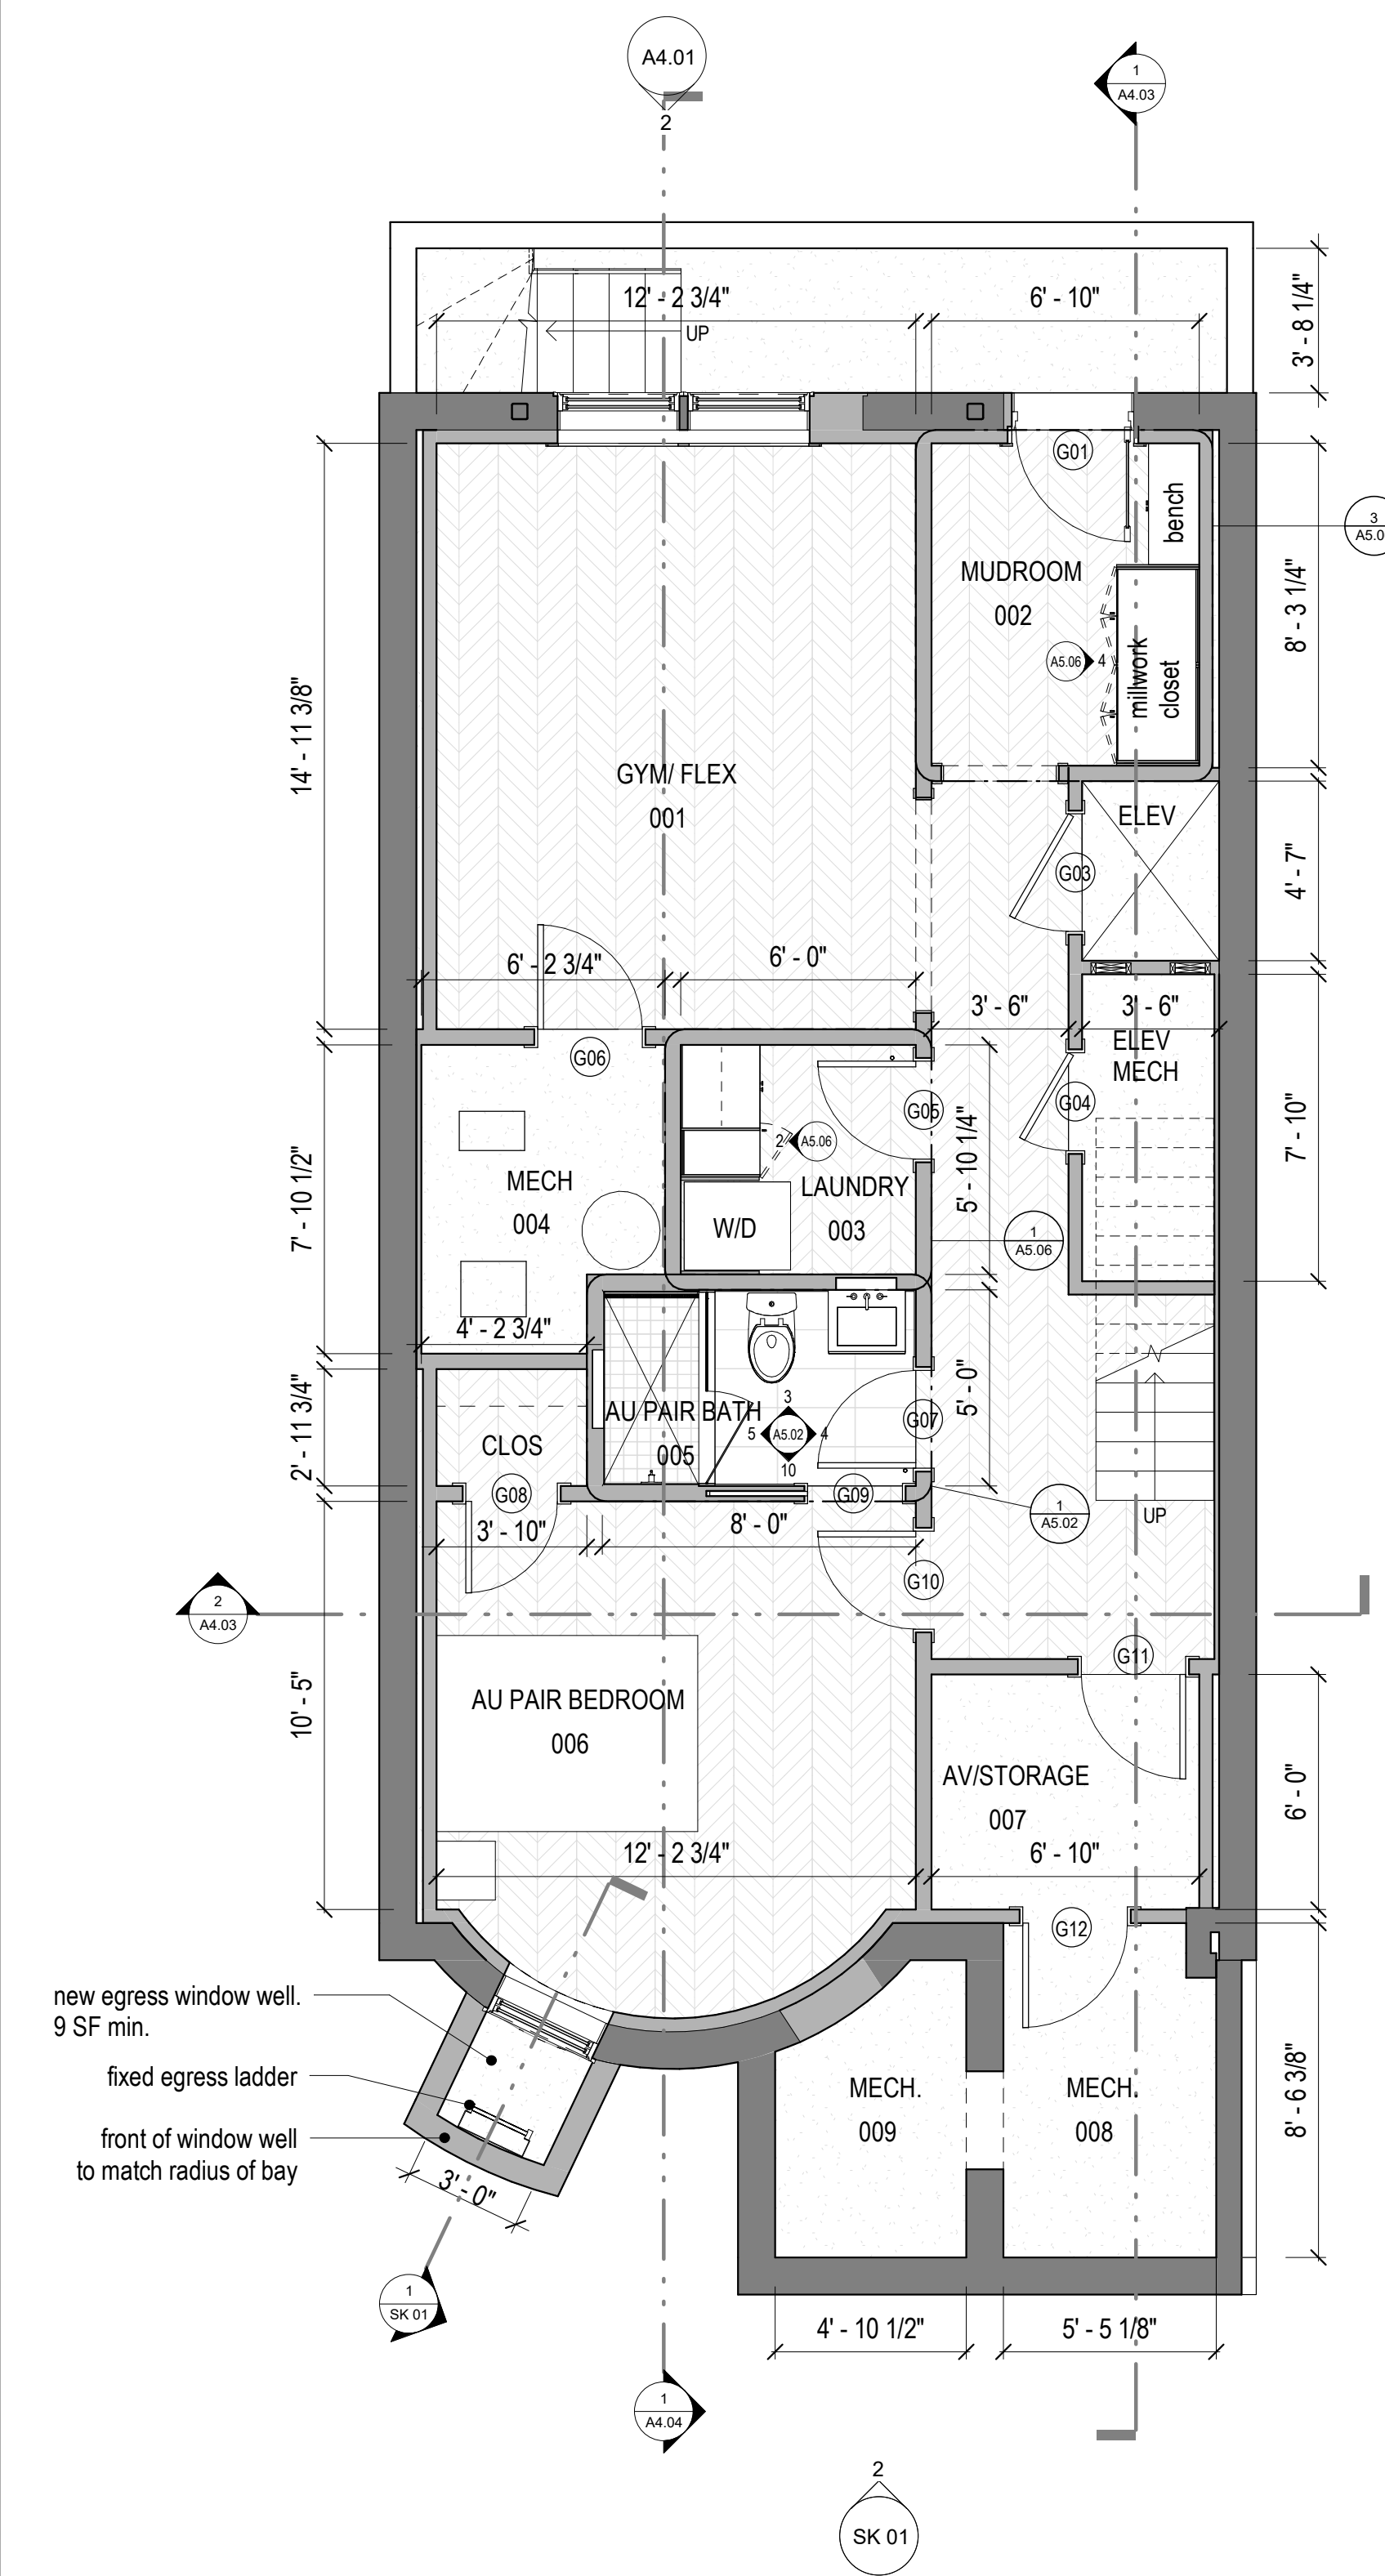 A4.01
2
1
A4.03
12' - 2 3/4"
6' - 10"
3' - 8 1/4"
UP
G01
bench
3
MUDROOM
002
8' - 3 1/4"
A5.06
4
millwork
closet
14' - 11 3/8"
GYM/ FLEX
001
ELEV
G03
4' - 7"
6' - 2 3/4"
6' - 0"
3' - 6"
3' - 6"
ELEV
MECH
G06
G05
G04
5' - 10 1/4"
7' - 10"
2
A5.06
MECH
004
LAUNDRY
003
W/D
7' - 10 1/2"
1
A5.06
4' - 2 3/4"
5' - 0"
AU PAIR BATH
005
3
5
A5.02
4
10
G07
CLOS
2' - 11 3/4"
G08
G09
1
A5.02
UP
3' - 10"
8' - 0"
G10
2
A4.03
G11
10' - 5"
AU PAIR BEDROOM
006
AV/STORAGE
007
6' - 0"
12' - 2 3/4"
6' - 10"
G12
new egress window well.
9 SF min.
fixed egress ladder
front of window well
to match radius of bay
MECH.
009
MECH.
008
8' - 6 3/8"
3' - 0"
1
SK 01
4' - 10 1/2"
5' - 5 1/8"
1
A4.04
2
SK 01